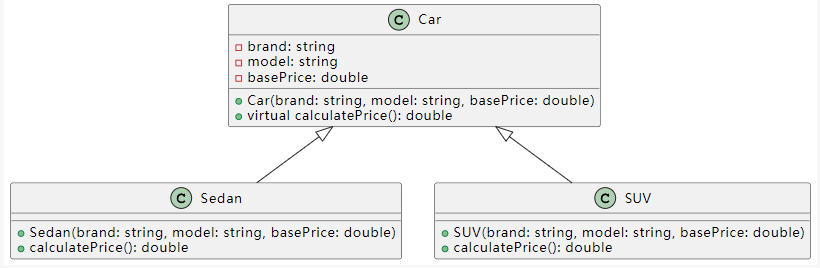 C Car
brand: string
model: string
basePrice: double
Car(brand: string, model: string, basePrice: double)
virtual calculatePrice(): double
C Sedan
Sedan(brand: string, model: string, basePrice: double)
calculatePrice(): double
C SUV
SUV(brand: string, model: string, basePrice: double)
calculatePrice(): double